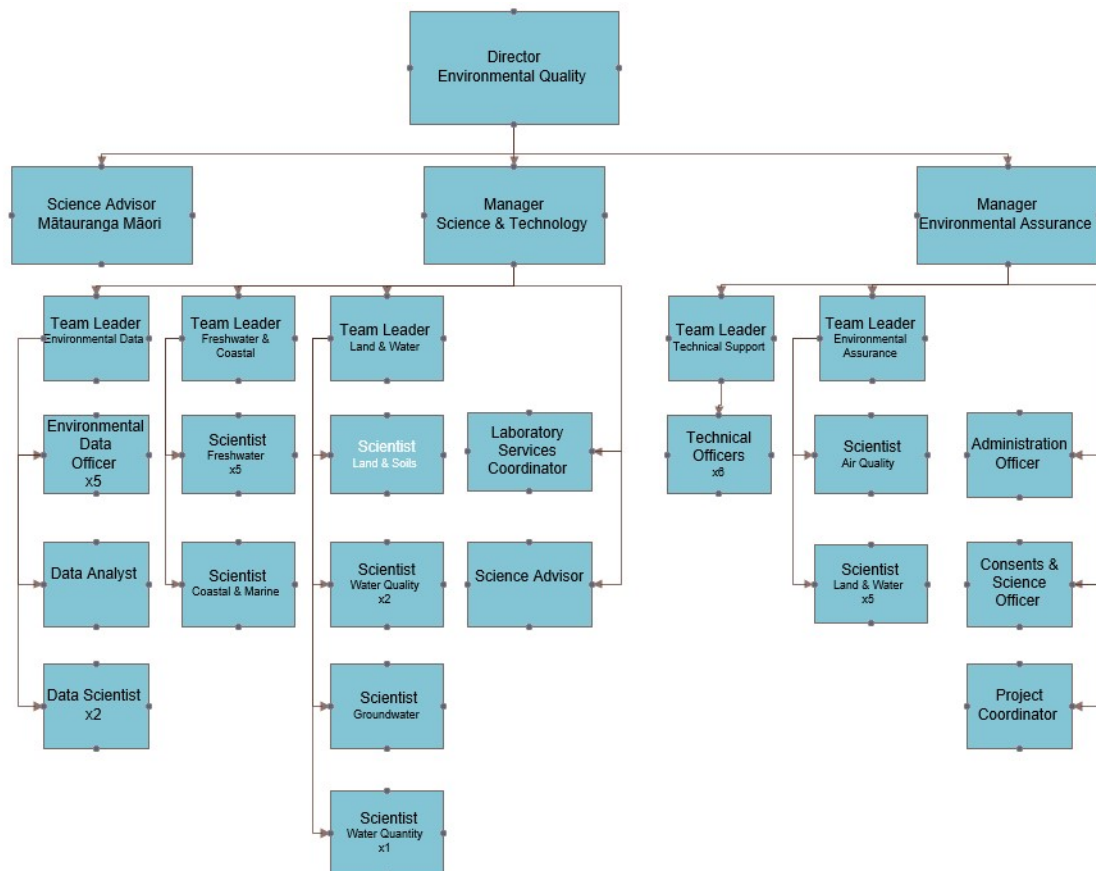 Director
Environmental Quality
Science Advisor
Mātauranga Māori
Manager
Science & Technology
Manager
Environmental Assurance
Team Leader
Environmental Data
Team Leader
Freshwater &
Coastal
Team Leader
Land & Water
Team Leader
Technical Support
Team Leader
Environmental
Assurance
Environmental
Data
Officer
x5
Scientist
Freshwater
x5
Scientist
Land & Soils
Laboratory
Services
Coordinator
Technical
Officers
x6
Scientist
Air Quality
Administration
Officer
Data Analyst
Scientist
Coastal & Marine
Scientist
Water Quality
x2
Science Advisor
Scientist
Land & Water
x5
Consents &
Science
Officer
Data Scientist
x2
Scientist
Groundwater
Project
Coordinator
Scientist
Water Quantity
x1